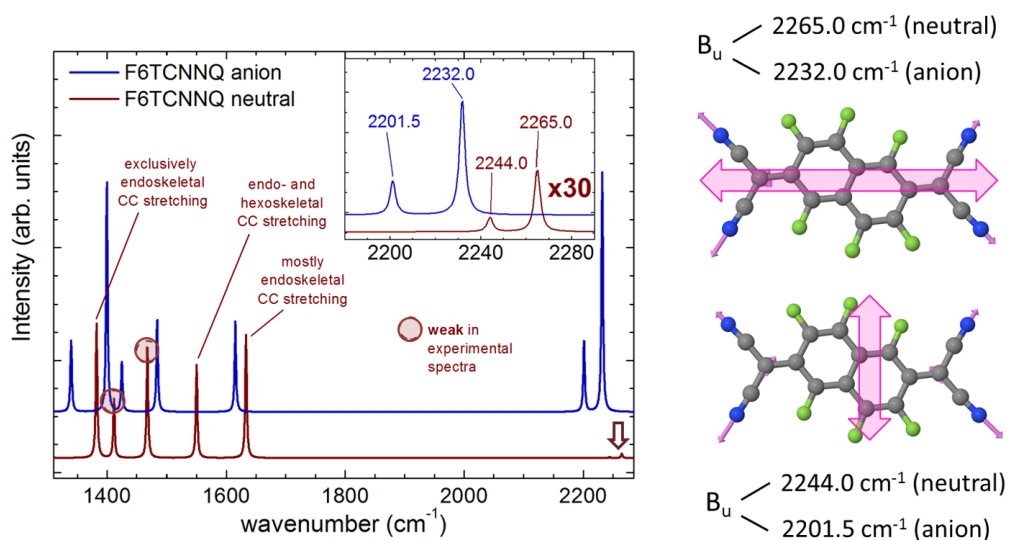 F6TCNNQ anion
F6TCNNQ neutral
exclusively
endoskeletal
CC stretching
endo- and
hexoskeletal
CC stretching
mostly
endoskeletal
CC stretching
weak in
experimental
spectra
2232.0
2201.5
2265.0
2244.0
x30
2200
2240
2280
Intensity (arb. units)
1400
1600
1800
2000
2200
wavenumber (cm⁻¹)
Bᵤ
2265.0 cm⁻¹ (neutral)
2232.0 cm⁻¹ (anion)
Bᵤ
2244.0 cm⁻¹ (neutral)
2201.5 cm⁻¹ (anion)